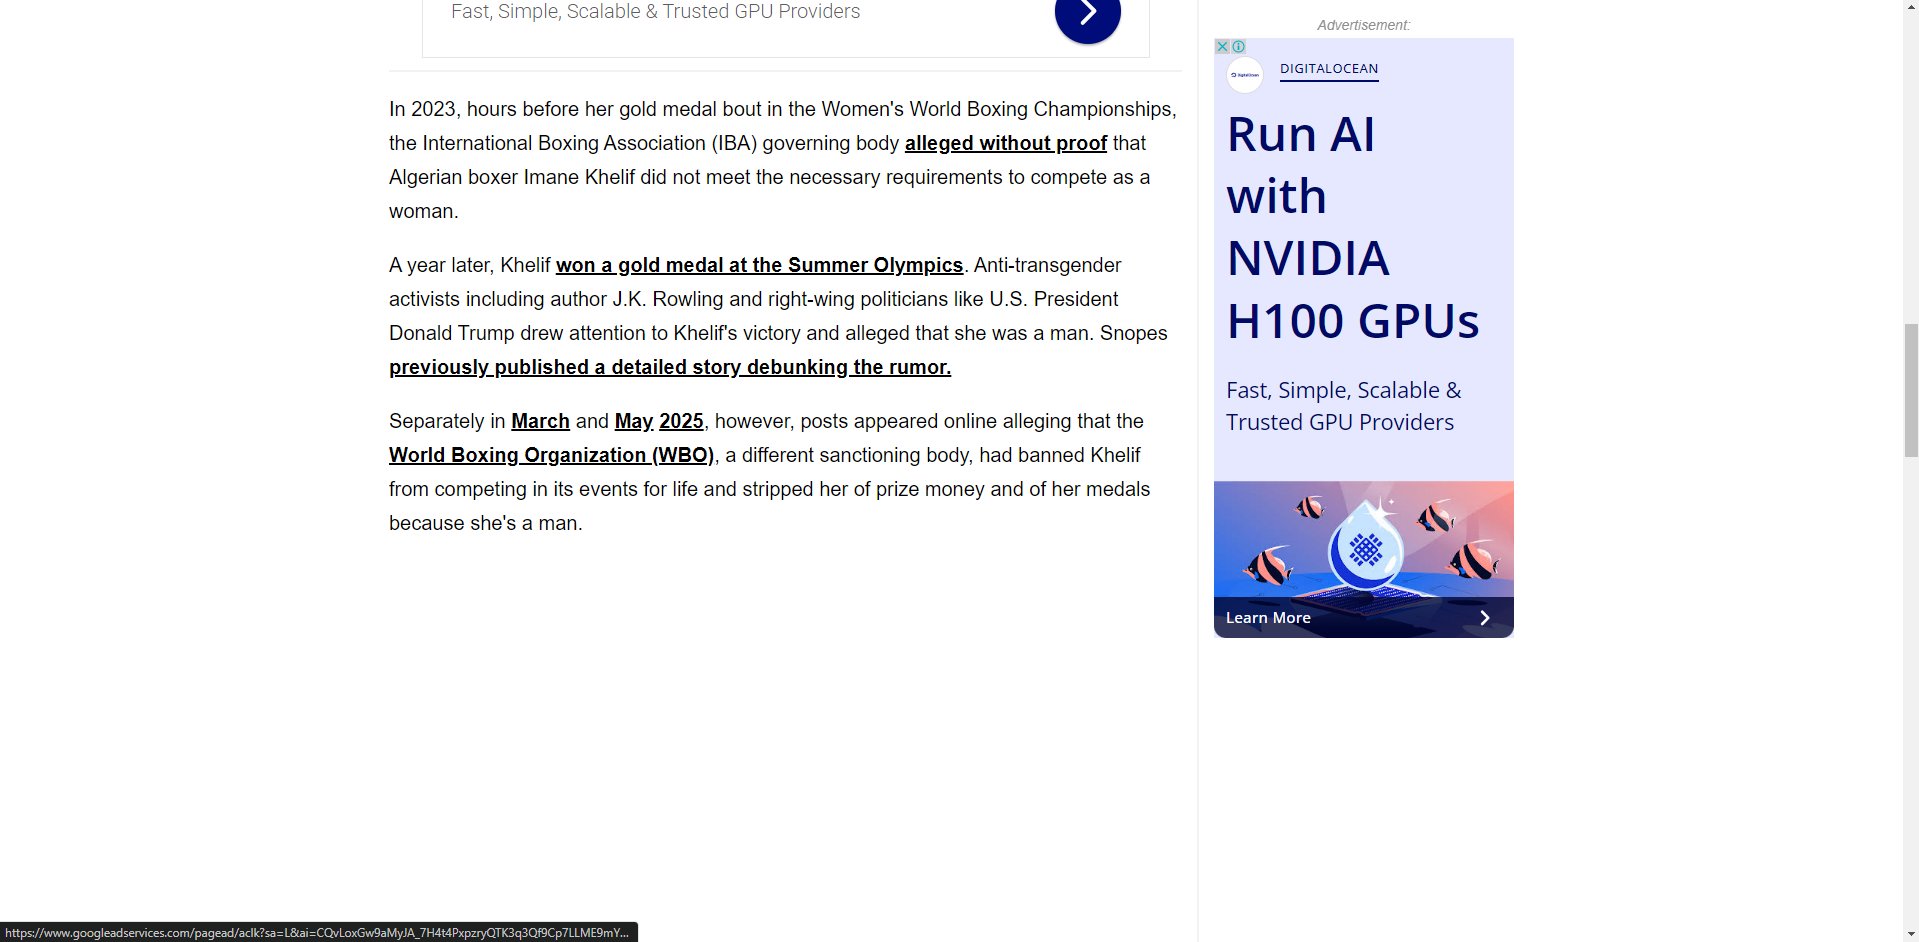 Fast, Simple, Scalable & Trusted GPU Providers
In 2023, hours before her gold medal bout in the Women's World Boxing Championships,
the International Boxing Association (IBA) governing body alleged without proof that
Algerian boxer Imane Khelif did not meet the necessary requirements to compete as a
woman.
A year later, Khelif won a gold medal at the Summer Olympics. Anti-transgender
activists including author J.K. Rowling and right-wing politicians like U.S. President
Donald Trump drew attention to Khelif's victory and alleged that she was a man. Snopes
previously published a detailed story debunking the rumor.
Separately in March and May 2025, however, posts appeared online alleging that the
World Boxing Organization (WBO), a different sanctioning body, had banned Khelif
from competing in its events for life and stripped her of prize money and of her medals
because she's a man.
Advertisement:
DigitalOcean
DIGITALOCEAN
Run AI
with
NVIDIA
H100 GPUs
Fast, Simple, Scalable &
Trusted GPU Providers
Learn More
https://www.googleadservices.com/pagead/aclk?sa=L&ai=CQvLoxGw9aMyJA_7H4t4PxpzryQTK3q3Qf9Cp7LLME9mY...